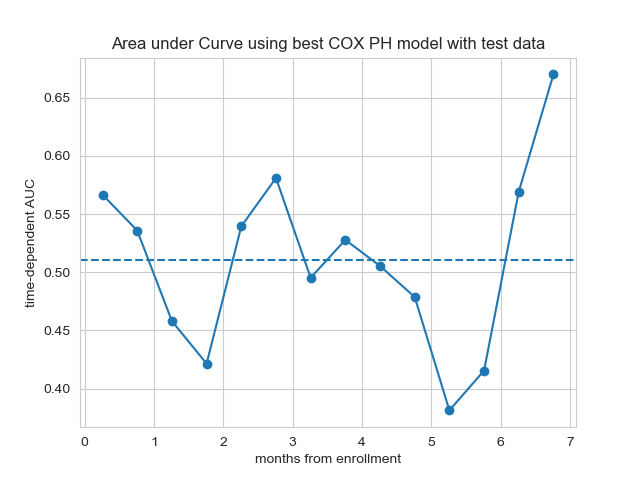 Area under Curve using best COX PH model with test data
time-dependent AUC
0.65
0.60
0.55
0.50
0.45
0.40
0 1 2 3 4 5 6 7
months from enrollment